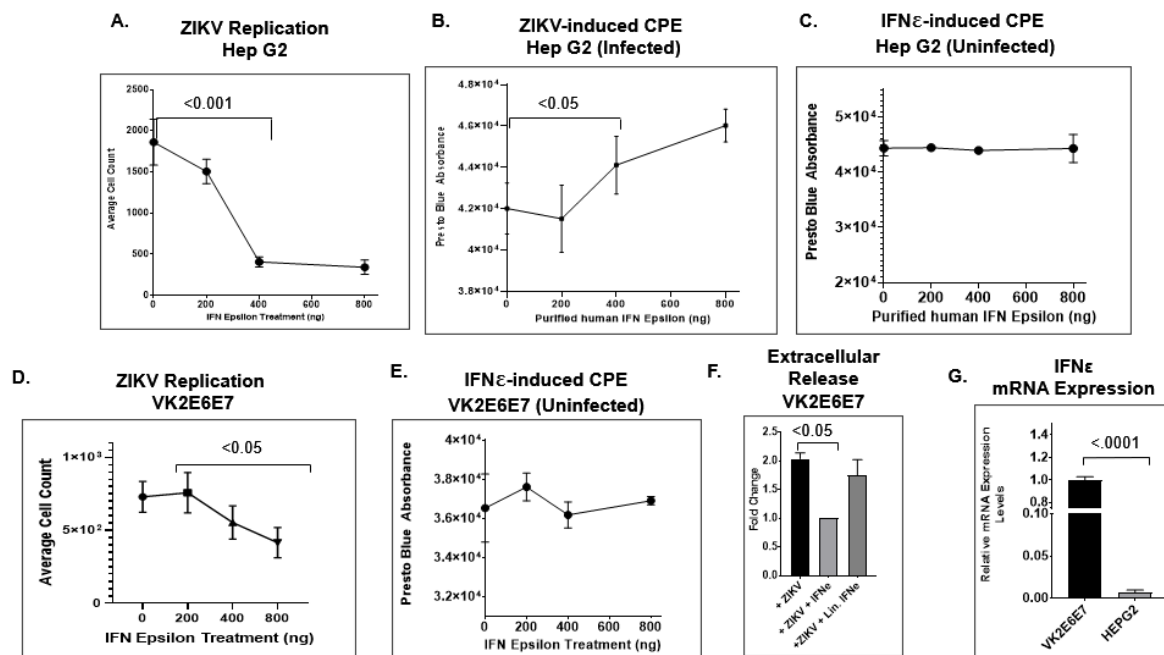 A.
ZIKV Replication
Hep G2
<0.001
Average Cell Count
2500
2000
1500
1000
500
0
0 200 400 600 800
IFN Epsilon Treatment (ng)
B.
ZIKV-induced CPE
Hep G2 (Infected)
<0.05
Presto Blue Absorbance
4.8×10⁴
4.6×10⁴
4.4×10⁴
4.2×10⁴
4×10⁴
3.8×10⁴
0 200 400 600 800
Purified human IFN Epsilon (ng)
C.
IFNε-induced CPE
Hep G2 (Uninfected)
Presto Blue Absorbance
5×10⁴
4×10⁴
3×10⁴
2×10⁴
0 200 400 600 800
Purified human IFN Epsilon (ng)
D.
ZIKV Replication
VK2E6E7
<0.05
Average Cell Count
1×10³
5×10²
0
0 200 400 800
IFN Epsilon Treatment (ng)
E.
IFNε-induced CPE
VK2E6E7 (Uninfected)
Presto Blue Absorbance
4×10⁴
3.8×10⁴
3.6×10⁴
3.4×10⁴
3.2×10⁴
0 200 400 600 800
IFN Epsilon Treatment (ng)
F.
Extracellular
Release
VK2E6E7
<0.05
Fold Change
2.5
2.0
1.5
1.0
0.5
0.0
+ ZIKV
+ ZIKV + IFNe
+ZIKV + Lin. IFNe
G.
IFNε
mRNA Expression
<.0001
Relative mRNA Expression
Levels
1.4
1.2
1.0
0.8
0.10
0.05
0.00
VK2E6E7
HEPG2